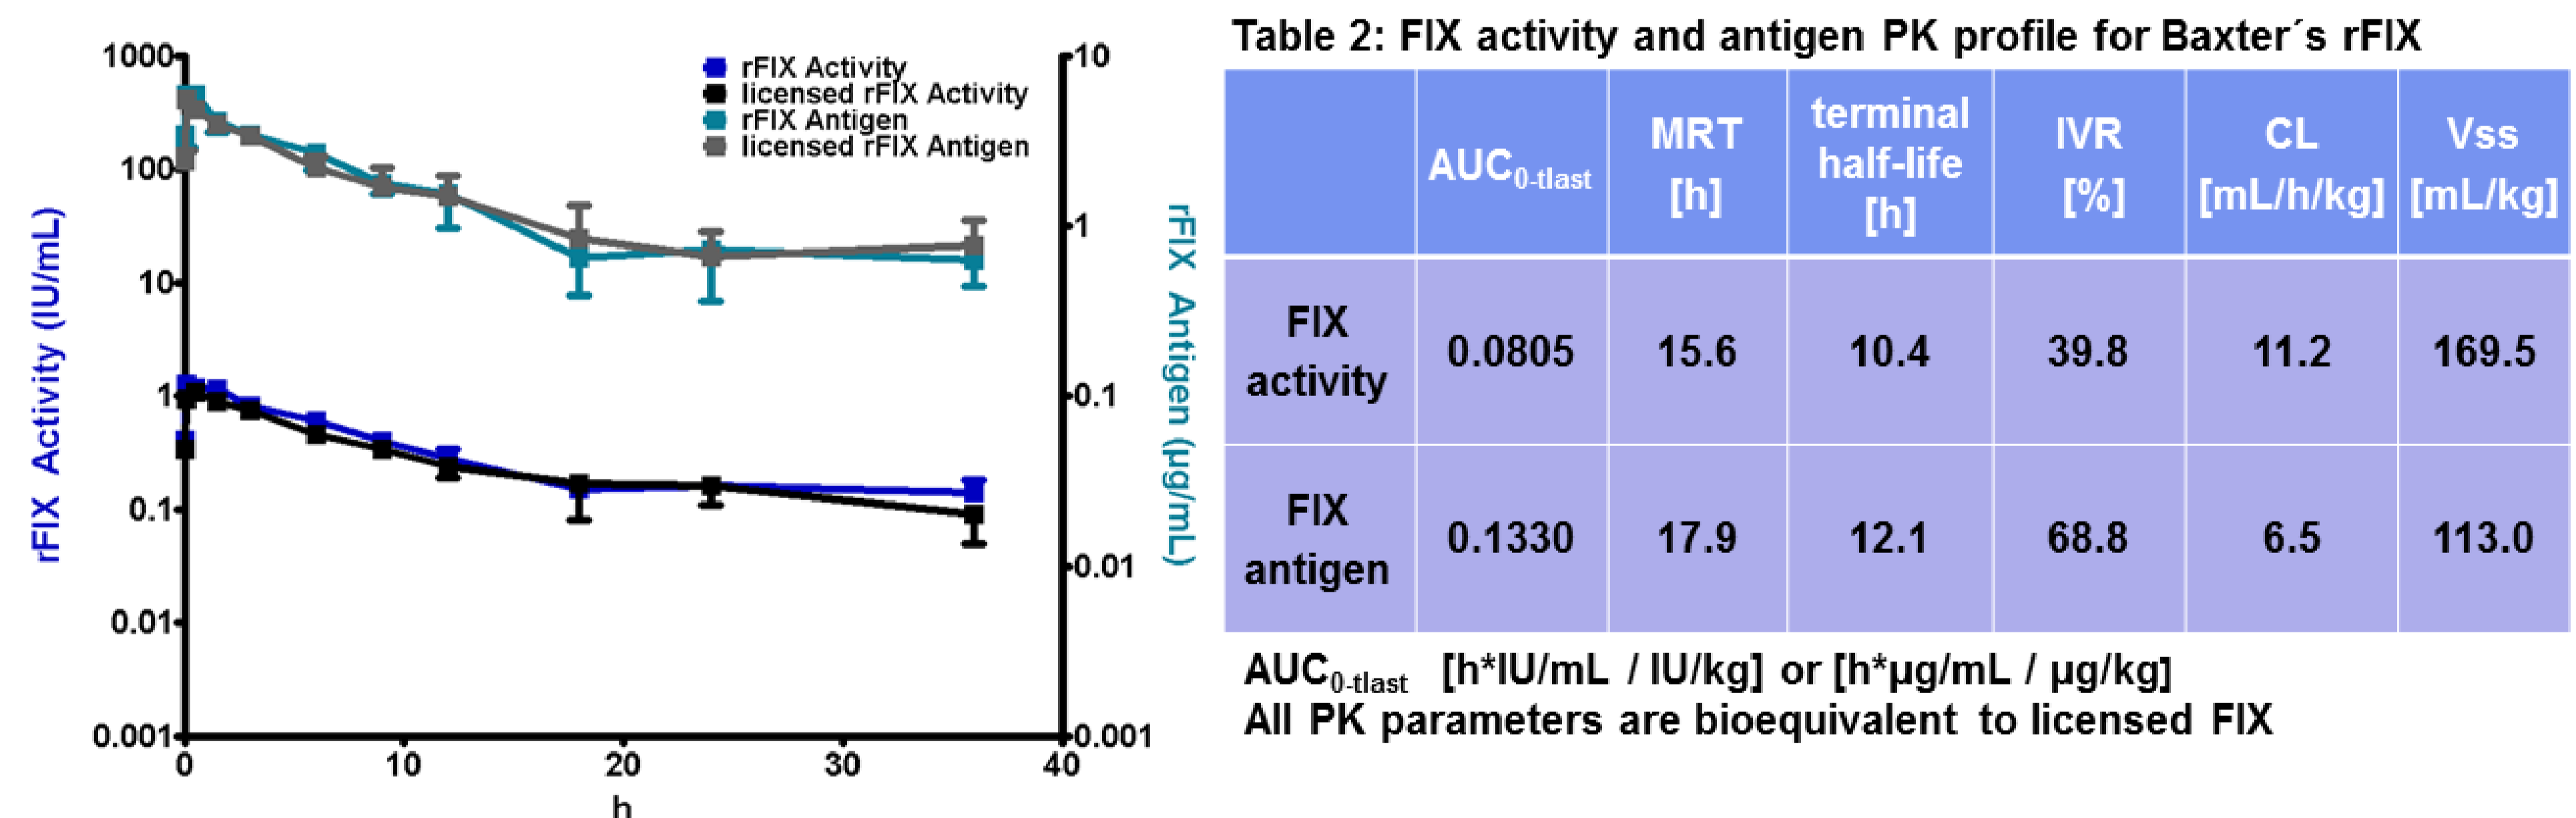 1000
100
10
1
0.1
0.01
0.001
rFIX Activity (IU/mL)
rFIX Activity
licensed rFIX Activity
rFIX Antigen
licensed rFIX Antigen
10
1
0.1
0.01
0.001
rFIX Antigen (µg/mL)
0 10 20 30 40
h
Table 2: FIX activity and antigen PK profile for Baxter´s rFIX
AUC0-tlast
MRT
[h]
terminal
half-life
[h]
IVR
[%]
CL
[mL/h/kg]
Vss
[mL/kg]
FIX
activity
0.0805 15.6 10.4 39.8 11.2 169.5
FIX
antigen
0.1330 17.9 12.1 68.8 6.5 113.0
AUC0-tlast [h*IU/mL / IU/kg] or [h*µg/mL / µg/kg]
All PK parameters are bioequivalent to licensed FIX